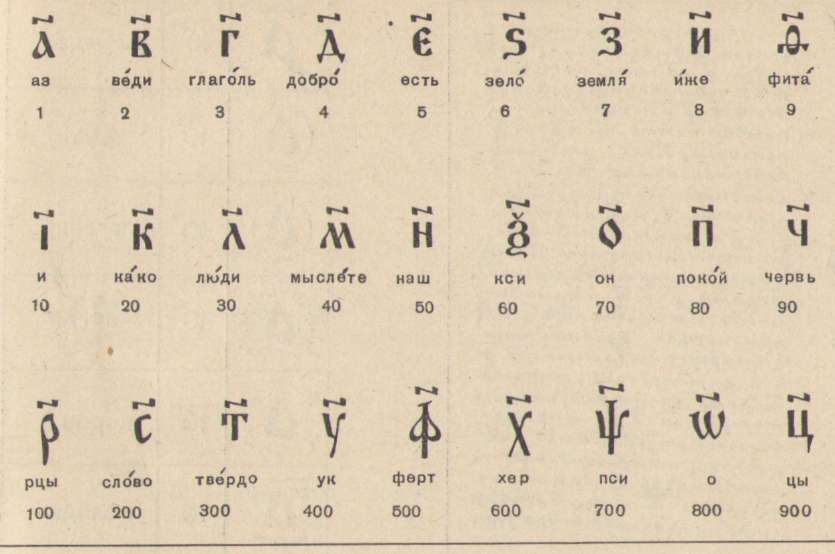 а҃ в҃ г҃ д҃ є҃ ѕ҃ з҃ и҃ ѳ҃
аз ве́ди глаго́ль добро́ есть зело́ земля́ и́же фита́
1 2 3 4 5 6 7 8 9
і҃ к҃ л҃ м҃ н҃ ѯ҃ о҃ п҃ ч҃
и ка́ко лю́ди мысле́те наш кси он поко́й червь
10 20 30 40 50 60 70 80 90
р҃ с҃ т҃ у҃ ф҃ х҃ ѱ҃ ѡ҃ ц҃
рцы сло́во тве́рдо ук ферт хер пси о цы
100 200 300 400 500 600 700 800 900